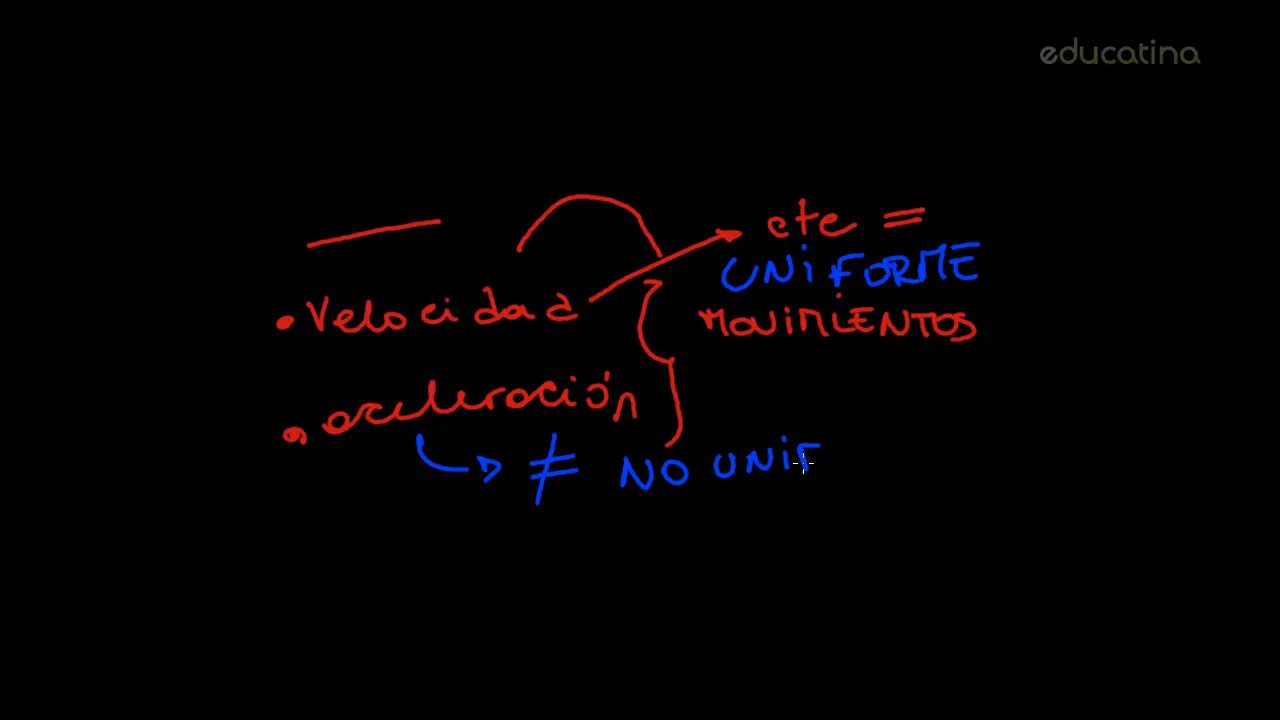 educatina
cte =
UNIFORME
• Velocidad
MOVIMIENTOS
• aceleración
≠ NO UNIF